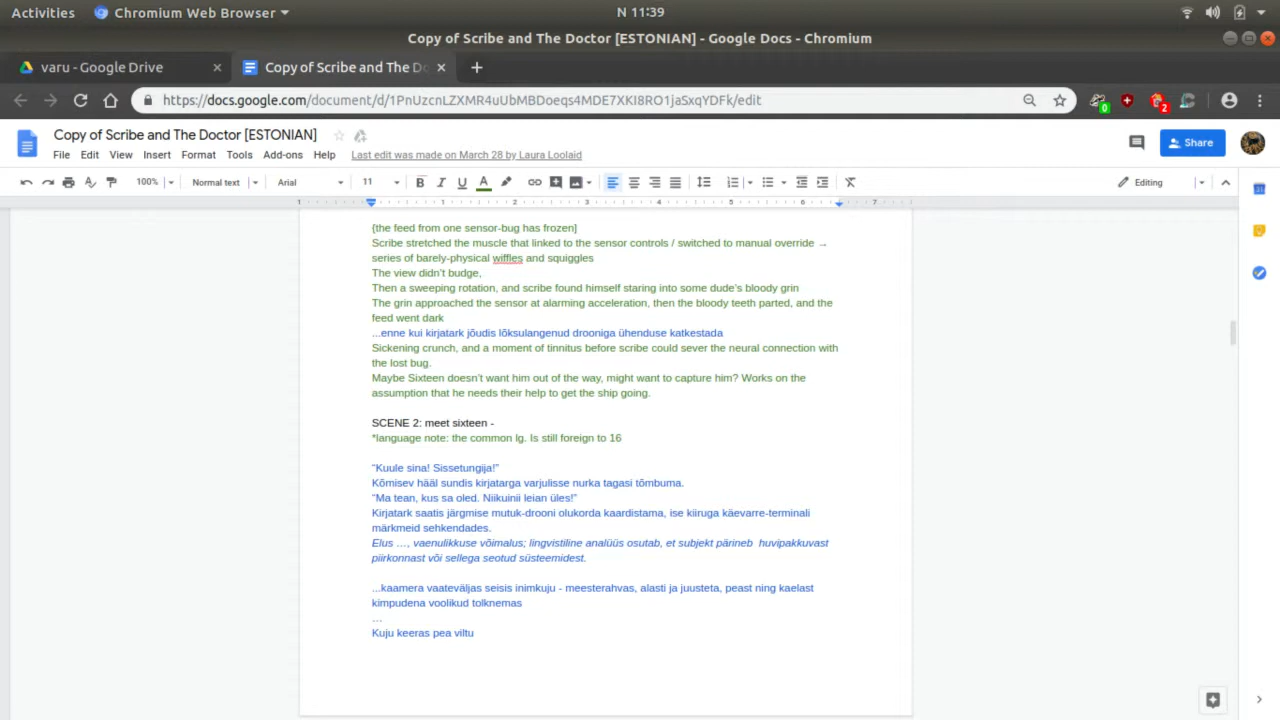 Activities Chromium Web Browser N 11:39
Copy of Scribe and The Doctor [ESTONIAN] - Google Docs - Chromium
varu - Google Drive Copy of Scribe and The Do
https://docs.google.com/document/d/1PnUzcnLZXMR4uUbMBDoeqs4MDE7XKI8RO1jaSxqYDFk/edit 0 2
Copy of Scribe and The Doctor [ESTONIAN]
File Edit View Insert Format Tools Add-ons Help Last edit was made on March 28 by Laura Loolaid Share
100% Normal text Arial 11 B I U A Editing
1 1 2 3 4 5 6 7
{the feed from one sensor-bug has frozen]
Scribe stretched the muscle that linked to the sensor controls / switched to manual override →
series of barely-physical wiffles and squiggles
The view didn't budge,
Then a sweeping rotation, and scribe found himself staring into some dude's bloody grin
The grin approached the sensor at alarming acceleration, then the bloody teeth parted, and the
feed went dark
...enne kui kirjatark jõudis lõksulangenud drooniga ühenduse katkestada
Sickening crunch, and a moment of tinnitus before scribe could sever the neural connection with
the lost bug.
Maybe Sixteen doesn't want him out of the way, might want to capture him? Works on the
assumption that he needs their help to get the ship going.
SCENE 2: meet sixteen -
*language note: the common lg. Is still foreign to 16
“Kuule sina! Sissetungija!”
Kõmisev hääl sundis kirjatarga varjulisse nurka tagasi tõmbuma.
“Ma tean, kus sa oled. Niikuinii leian üles!”
Kirjatark saatis järgmise mutuk-drooni olukorda kaardistama, ise kiiruga käevarre-terminali
märkmeid sehkendades.
Elus …, vaenulikkuse võimalus; lingvistiline analüüs osutab, et subjekt pärineb huvipakkuvast
piirkonnast või sellega seotud süsteemidest.
...kaamera vaateväljas seisis inimkuju - meesterahvas, alasti ja juusteta, peast ning kaelast
kimpudena voolikud tolknemas
…
Kuju keeras pea viltu